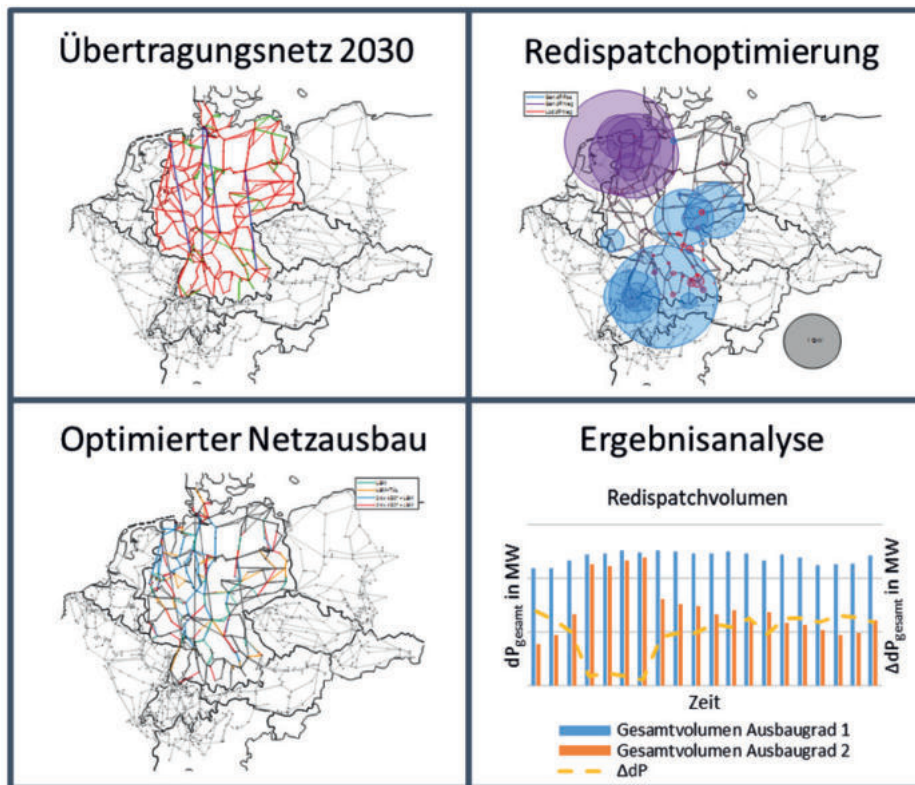 Übertragungsnetz 2030
Redispatchoptimierung
Optimierter Netzausbau
Ergebnisanalyse
Redispatchvolumen
dPgesamt in MW
ΔdPgesamt in MW
Zeit
Gesamtvolumen Ausbaugrad 1
Gesamtvolumen Ausbaugrad 2
ΔdP